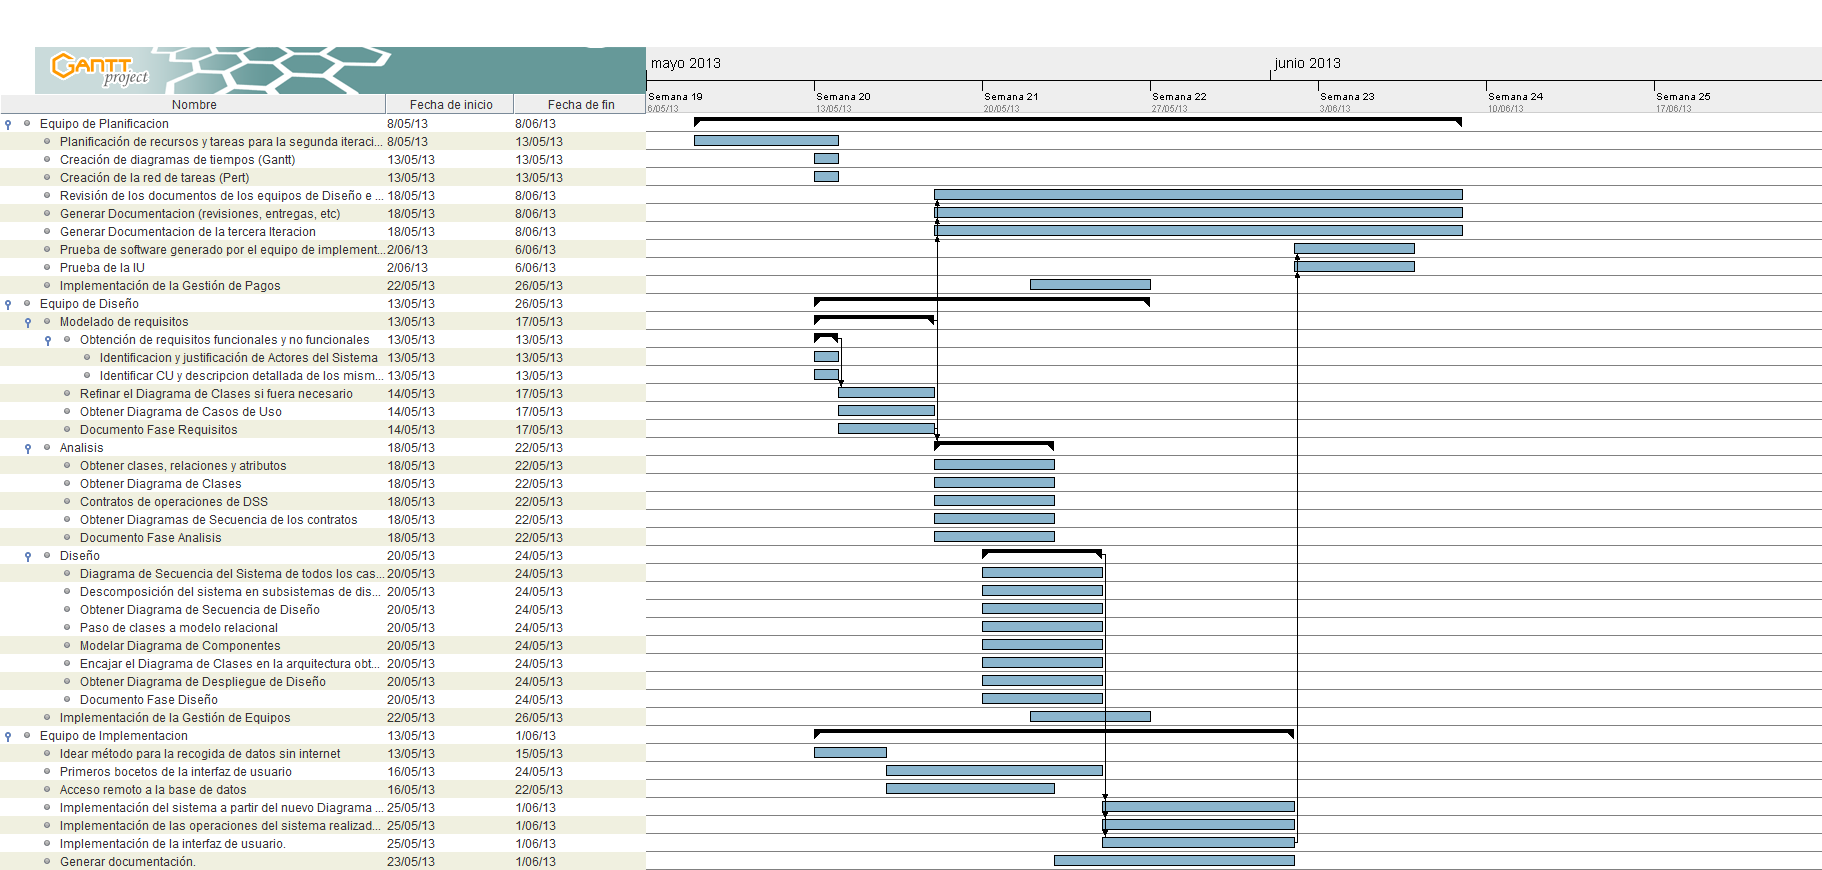 GANTT
project
mayo 2013
junio 2013
Nombre Fecha de inicio Fecha de fin
Semana 19 Semana 20 Semana 21 Semana 22 Semana 23 Semana 24 Semana 25
6/05/13 13/05/13 20/05/13 27/05/13 3/06/13 10/06/13 17/06/13
Equipo de Planificacion 8/05/13 8/06/13
Planificación de recursos y tareas para la segunda iteraci... 8/05/13 13/05/13
Creación de diagramas de tiempos (Gantt) 13/05/13 13/05/13
Creación de la red de tareas (Pert) 13/05/13 13/05/13
Revisión de los documentos de los equipos de Diseño e ... 18/05/13 8/06/13
Generar Documentacion (revisiones, entregas, etc) 18/05/13 8/06/13
Generar Documentacion de la tercera Iteracion 18/05/13 8/06/13
Prueba de software generado por el equipo de implement... 2/06/13 6/06/13
Prueba de la IU 2/06/13 6/06/13
Implementación de la Gestión de Pagos 22/05/13 26/05/13
Equipo de Diseño 13/05/13 26/05/13
Modelado de requisitos 13/05/13 17/05/13
Obtención de requisitos funcionales y no funcionales 13/05/13 13/05/13
Identificacion y justificación de Actores del Sistema 13/05/13 13/05/13
Identificar CU y descripcion detallada de los mism... 13/05/13 13/05/13
Refinar el Diagrama de Clases si fuera necesario 14/05/13 17/05/13
Obtener Diagrama de Casos de Uso 14/05/13 17/05/13
Documento Fase Requisitos 14/05/13 17/05/13
Analisis 18/05/13 22/05/13
Obtener clases, relaciones y atributos 18/05/13 22/05/13
Obtener Diagrama de Clases 18/05/13 22/05/13
Contratos de operaciones de DSS 18/05/13 22/05/13
Obtener Diagramas de Secuencia de los contratos 18/05/13 22/05/13
Documento Fase Analisis 18/05/13 22/05/13
Diseño 20/05/13 24/05/13
Diagrama de Secuencia del Sistema de todos los cas... 20/05/13 24/05/13
Descomposición del sistema en subsistemas de dis... 20/05/13 24/05/13
Obtener Diagrama de Secuencia de Diseño 20/05/13 24/05/13
Paso de clases a modelo relacional 20/05/13 24/05/13
Modelar Diagrama de Componentes 20/05/13 24/05/13
Encajar el Diagrama de Clases en la arquitectura obt... 20/05/13 24/05/13
Obtener Diagrama de Despliegue de Diseño 20/05/13 24/05/13
Documento Fase Diseño 20/05/13 24/05/13
Implementación de la Gestión de Equipos 22/05/13 26/05/13
Equipo de Implementacion 13/05/13 1/06/13
Idear método para la recogida de datos sin internet 13/05/13 15/05/13
Primeros bocetos de la interfaz de usuario 16/05/13 24/05/13
Acceso remoto a la base de datos 16/05/13 22/05/13
Implementación del sistema a partir del nuevo Diagrama ... 25/05/13 1/06/13
Implementación de las operaciones del sistema realizad... 25/05/13 1/06/13
Implementación de la interfaz de usuario. 25/05/13 1/06/13
Generar documentación. 23/05/13 1/06/13